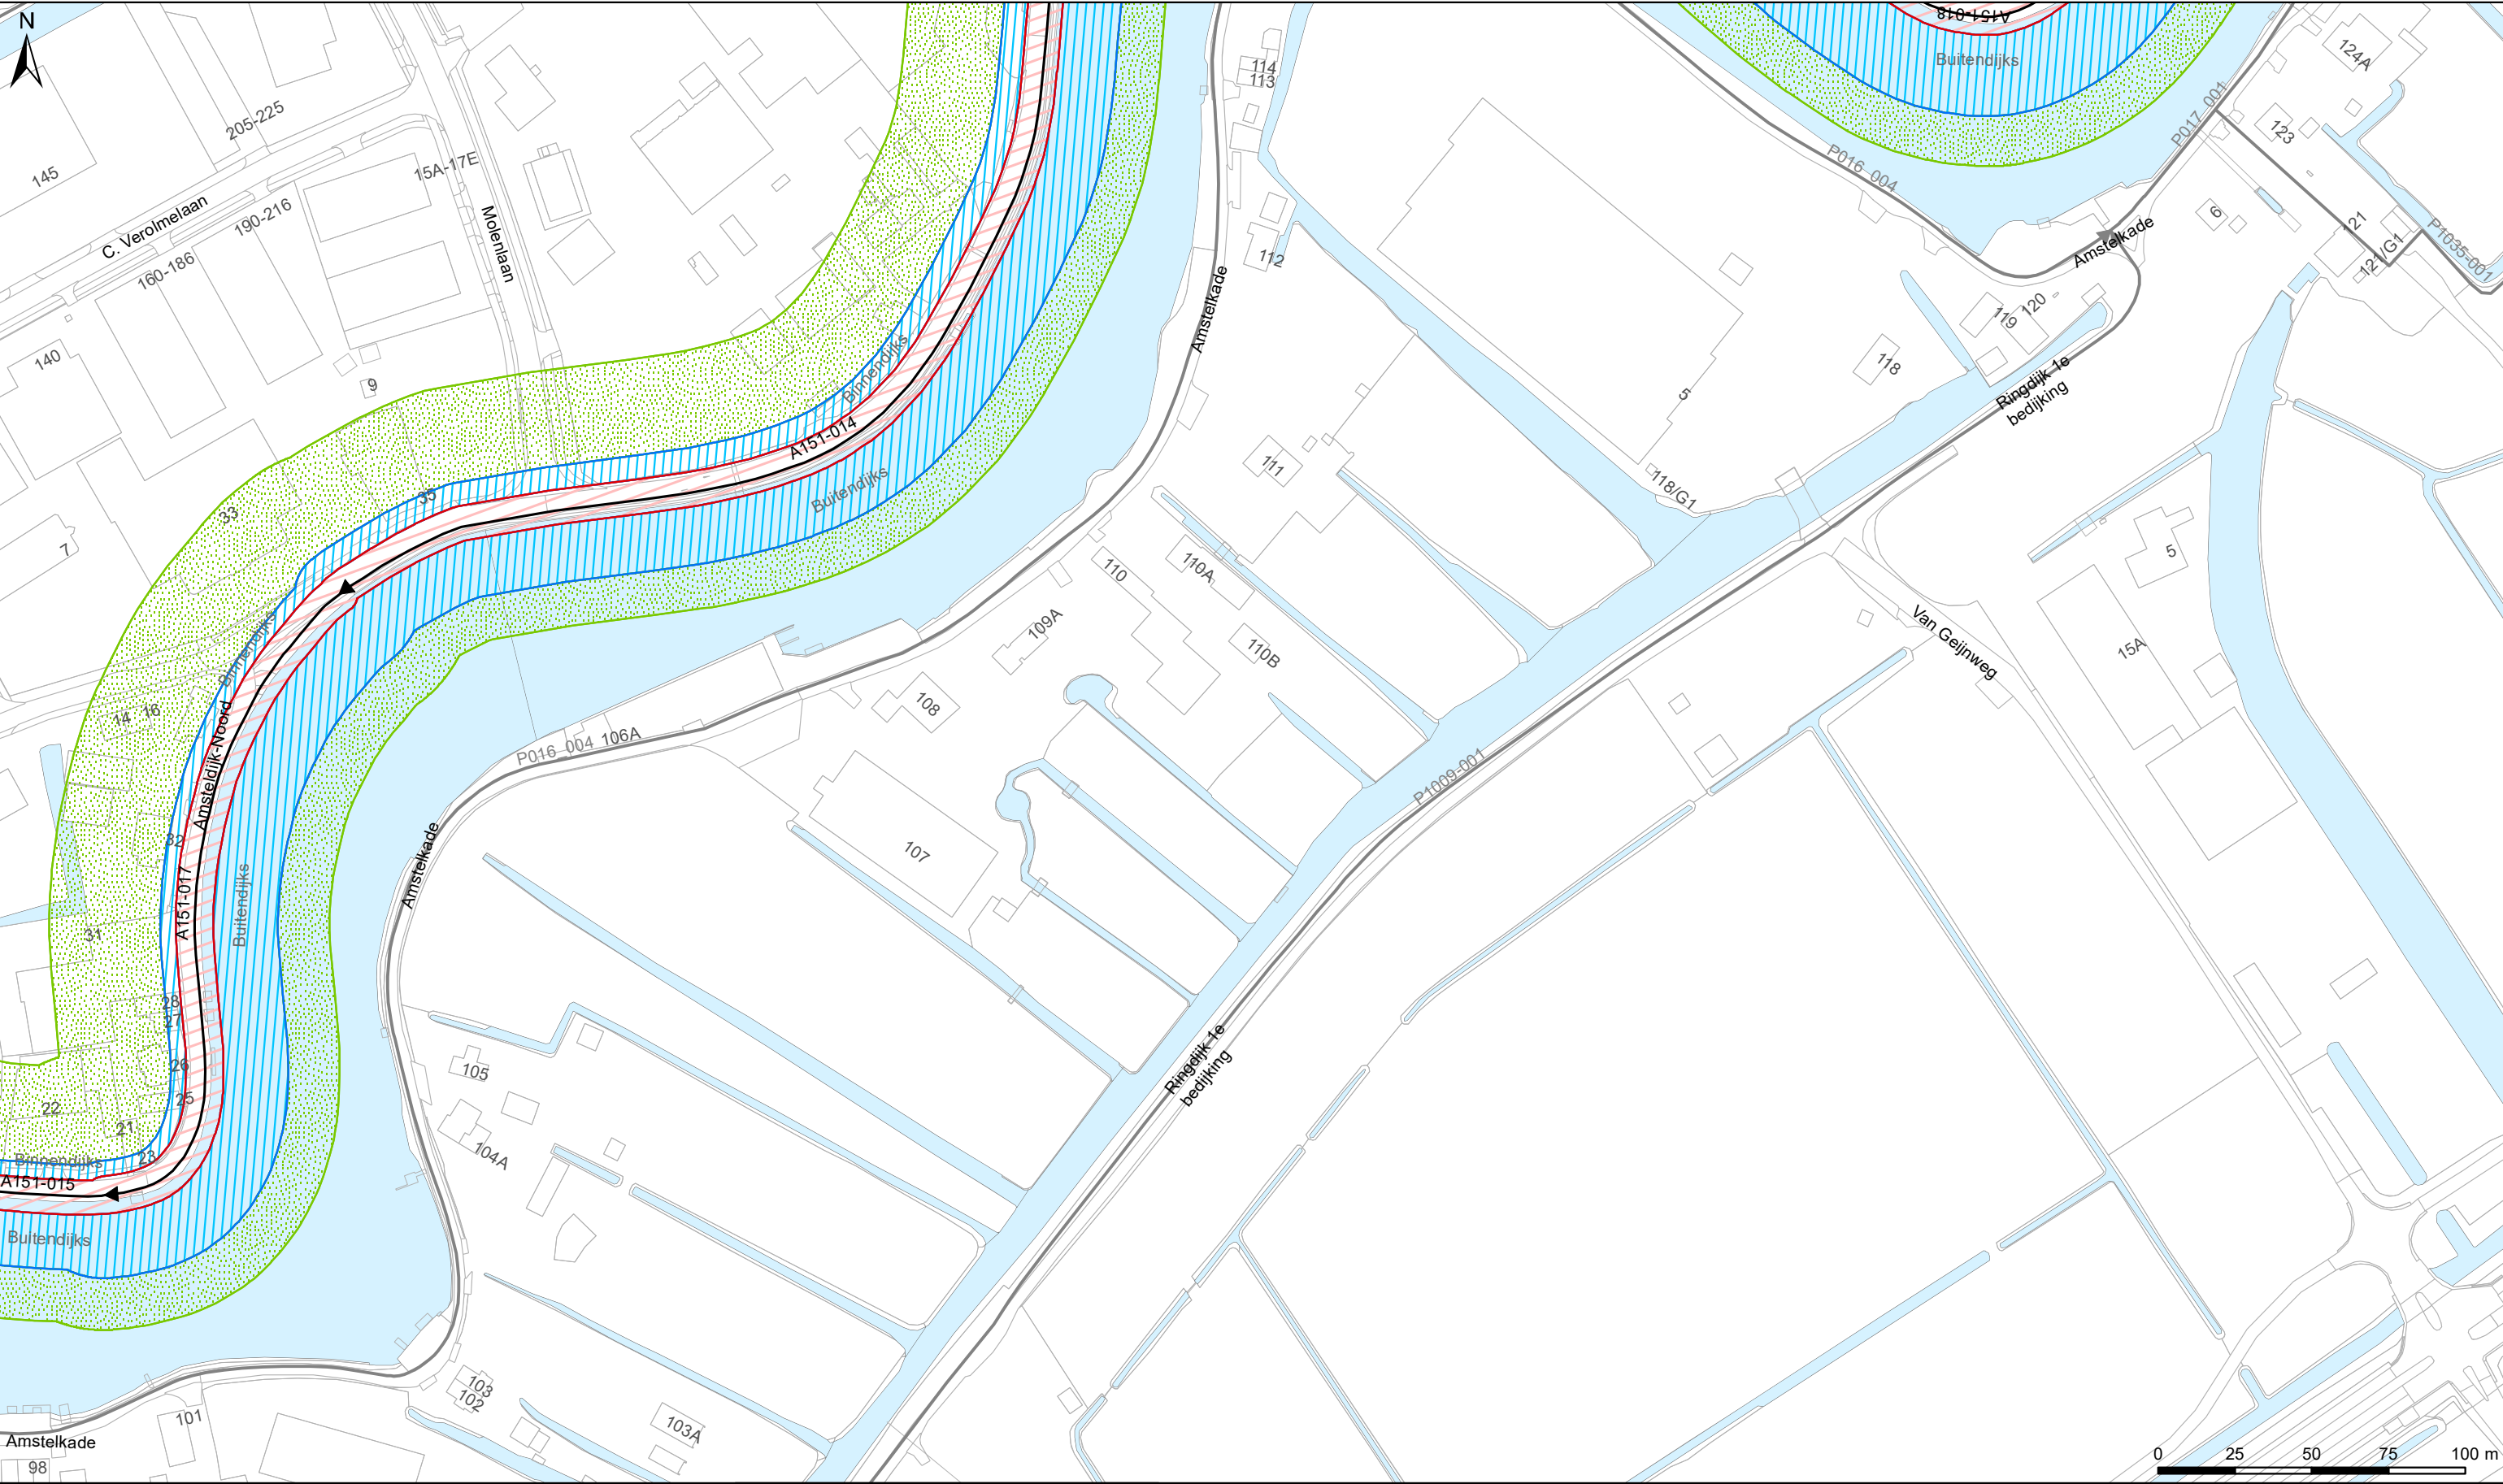 N
A151-018
Buitendijks
114
113
124A
205-225
P017_001
123
145
15A-17E
P016_004
C. Verolmelaan
190-216
Molenlaan
6
121
Amstelkade
P1035-001
121/G1
160-186
112
Amstelkade
120
119
140
118
9
Binnendijks
Ringdijk 1e
bedijking
5
A151-014
111
118/G1
Buitendijks
35
33
7
5
110
110A
109A
Van Geijnweg
15A
Binnendijks
110B
108
14
16
Amsteldijk-Noord
P016_004
106A
P1009-001
32
107
Amstelkade
A151-017
Buitendijks
31
28
27
Ringdijk 1e
bedijking
26
105
25
22
21
104A
23
Binnendijks
A151-015
Buitendijks
103
102
101
103A
Amstelkade
98
0 25 50 75 100 m